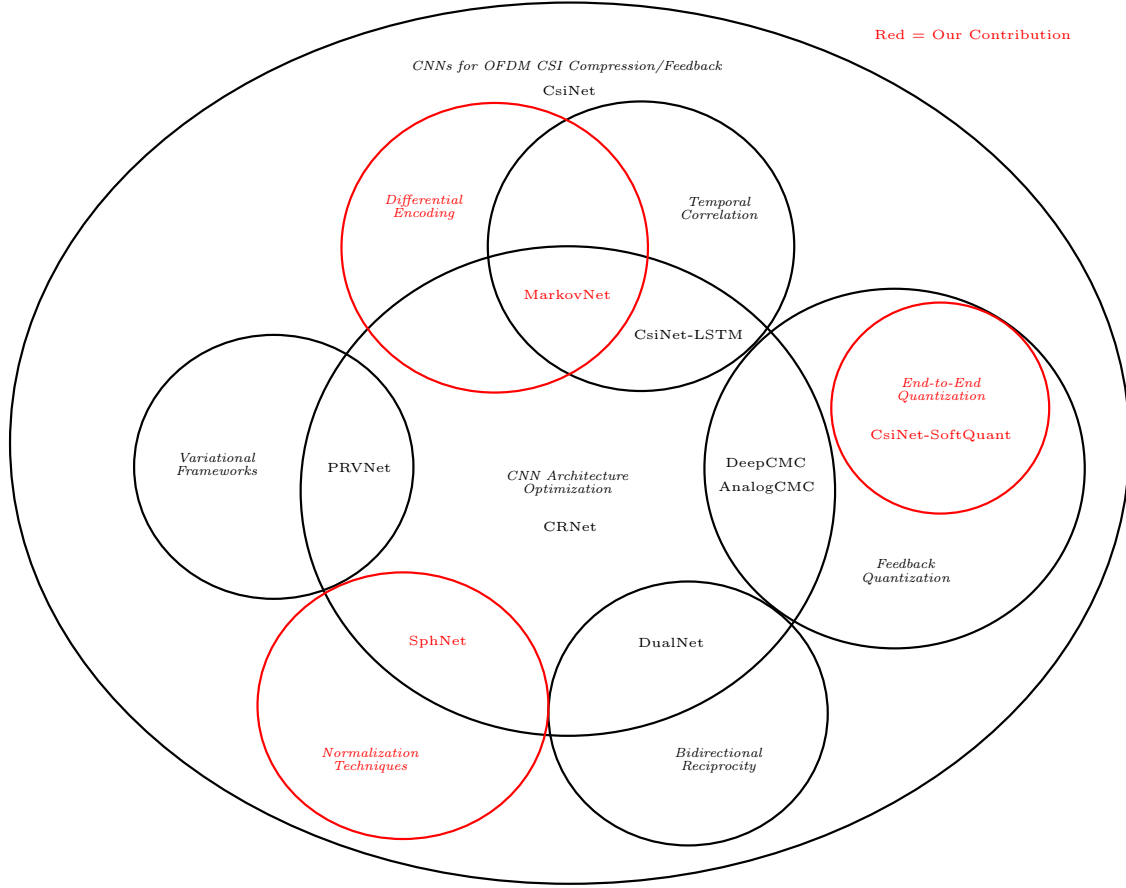 Red = Our Contribution
CNNs for OFDM CSI Compression/Feedback
CsiNet
Differential
Encoding
Temporal
Correlation
MarkovNet
CsiNet-LSTM
End-to-End
Quantization
CsiNet-SoftQuant
Variational
Frameworks
PRVNet
CNN Architecture
Optimization
CRNet
DeepCMC
AnalogCMC
Feedback
Quantization
SphNet
DualNet
Normalization
Techniques
Bidirectional
Reciprocity